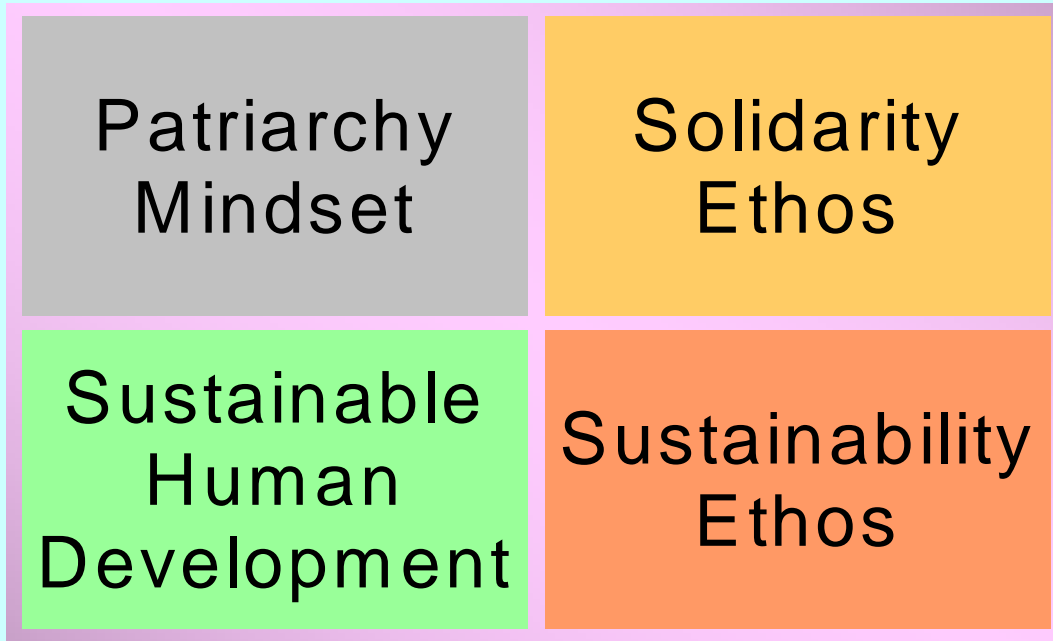 Patriarchy
Mindset
Solidarity
Ethos
Sustainable
Human
Development
Sustainability
Ethos